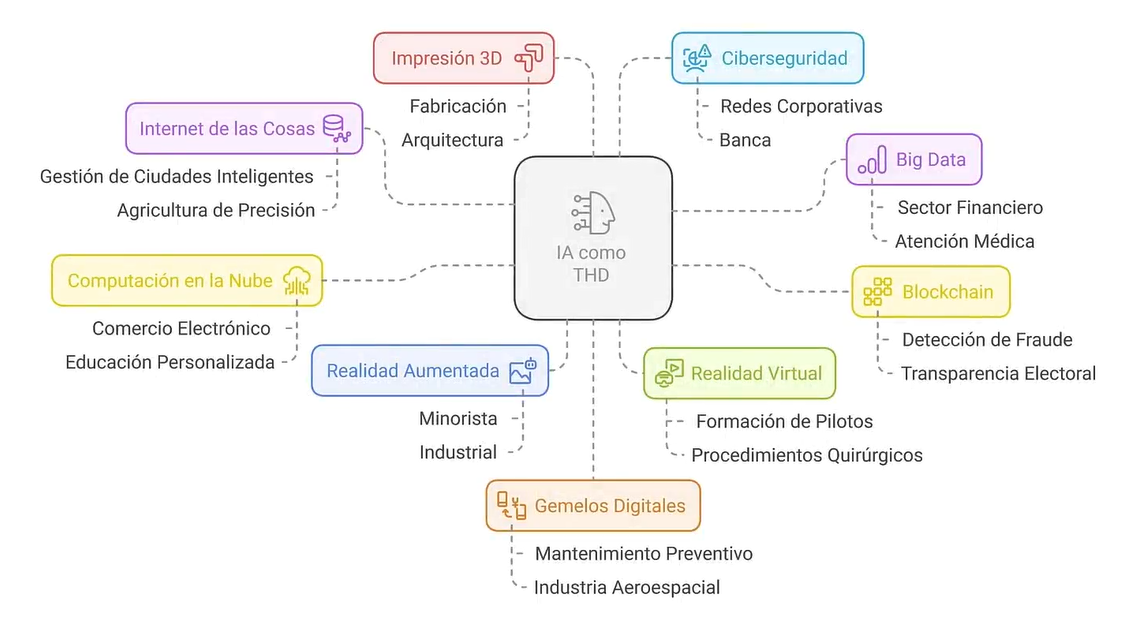 Impresión 3D
Fabricación
Arquitectura
Ciberseguridad
Redes Corporativas
Banca
Internet de las Cosas
Gestión de Ciudades Inteligentes
Agricultura de Precisión
Big Data
Sector Financiero
Atención Médica
IA como
THD
Computación en la Nube
Comercio Electrónico
Educación Personalizada
Blockchain
Detección de Fraude
Transparencia Electoral
Realidad Aumentada
Minorista
Industrial
Realidad Virtual
Formación de Pilotos
Procedimientos Quirúrgicos
Gemelos Digitales
Mantenimiento Preventivo
Industria Aeroespacial